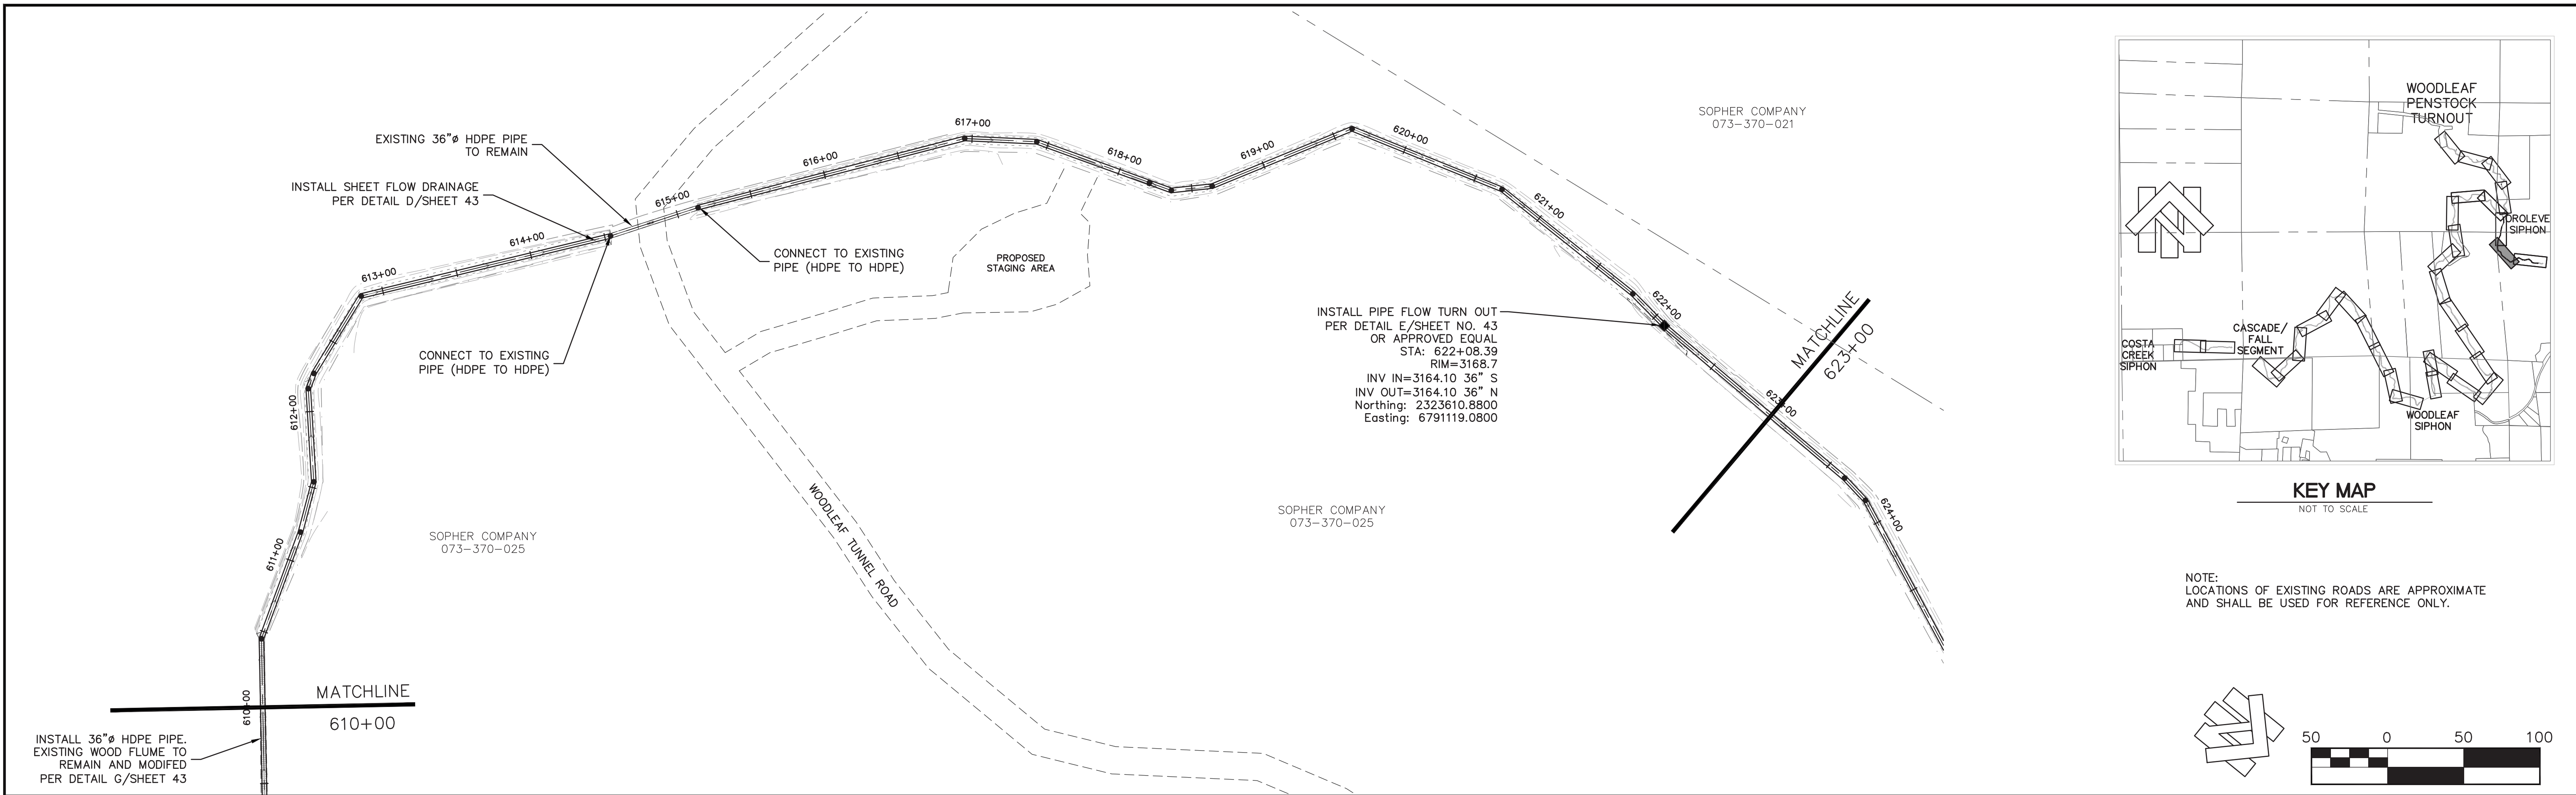 EXISTING 36"ø HDPE PIPE
TO REMAIN
INSTALL SHEET FLOW DRAINAGE
PER DETAIL D/SHEET 43
CONNECT TO EXISTING
PIPE (HDPE TO HDPE)
CONNECT TO EXISTING
PIPE (HDPE TO HDPE)
PROPOSED
STAGING AREA
610+00
611+00
612+00
613+00
614+00
615+00
616+00
617+00
618+00
619+00
620+00
621+00
622+00
623+00
624+00
SOPHER COMPANY
073-370-021
SOPHER COMPANY
073-370-025
SOPHER COMPANY
073-370-025
WOODLEAF TUNNEL ROAD
INSTALL PIPE FLOW TURN OUT
PER DETAIL E/SHEET NO. 43
OR APPROVED EQUAL
STA: 622+08.39
RIM=3168.7
INV IN=3164.10 36" S
INV OUT=3164.10 36" N
Northing: 2323610.8800
Easting: 6791119.0800
MATCHLINE
623+00
MATCHLINE
610+00
INSTALL 36"ø HDPE PIPE.
EXISTING WOOD FLUME TO
REMAIN AND MODIFED
PER DETAIL G/SHEET 43
WOODLEAF
PENSTOCK
TURNOUT
OROLEVE
SIPHON
CASCADE/
FALL
SEGMENT
COSTA
CREEK
SIPHON
WOODLEAF
SIPHON
N
KEY MAP
NOT TO SCALE
NOTE:
LOCATIONS OF EXISTING ROADS ARE APPROXIMATE
AND SHALL BE USED FOR REFERENCE ONLY.
N
50 0 50 100